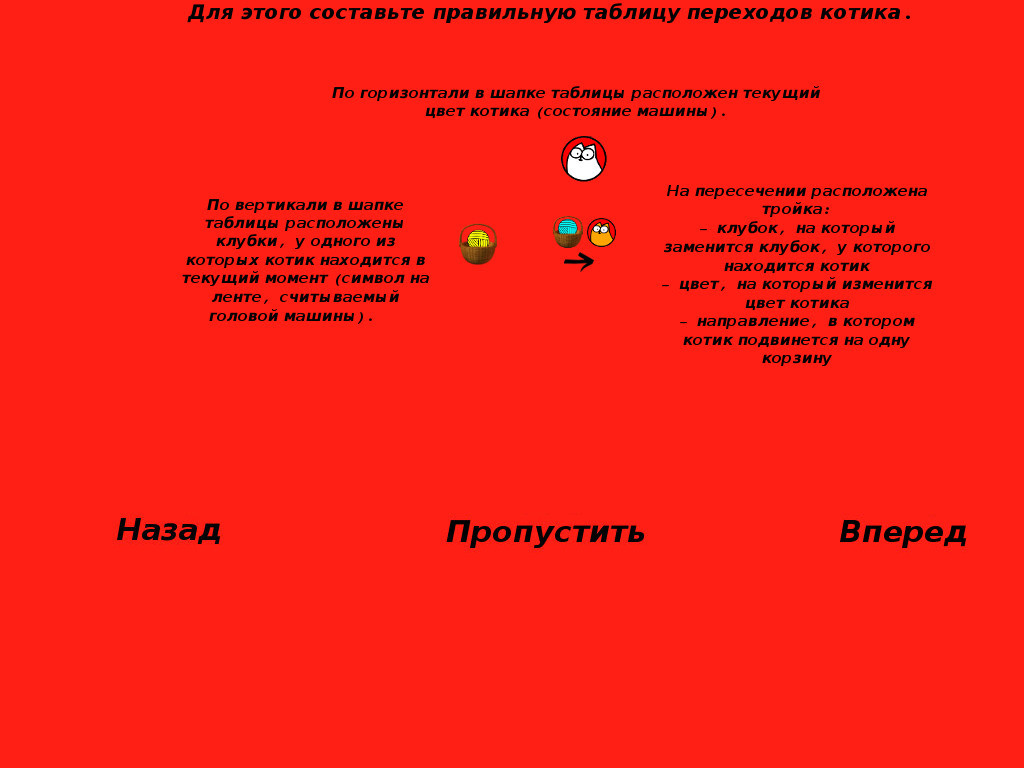 Для этого составьте правильную таблицу переходов котика.
По горизонтали в шапке таблицы расположен текущий
цвет котика (состояние машины).
По вертикали в шапке
таблицы расположены
клубки, у одного из
которых котик находится в
текущий момент (символ на
ленте, считываемый
головой машины).
На пересечении расположена
тройка:
– клубок, на который
заменится клубок, у которого
находится котик
– цвет, на который изменится
цвет котика
– направление, в котором
котик подвинется на одну
корзину
Назад
Пропустить
Вперед